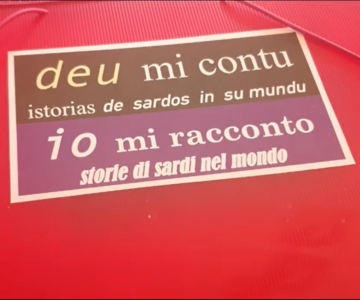 deu mi contu
istorias de sardos in su mundu
io mi racconto
storie di sardi nel mondo